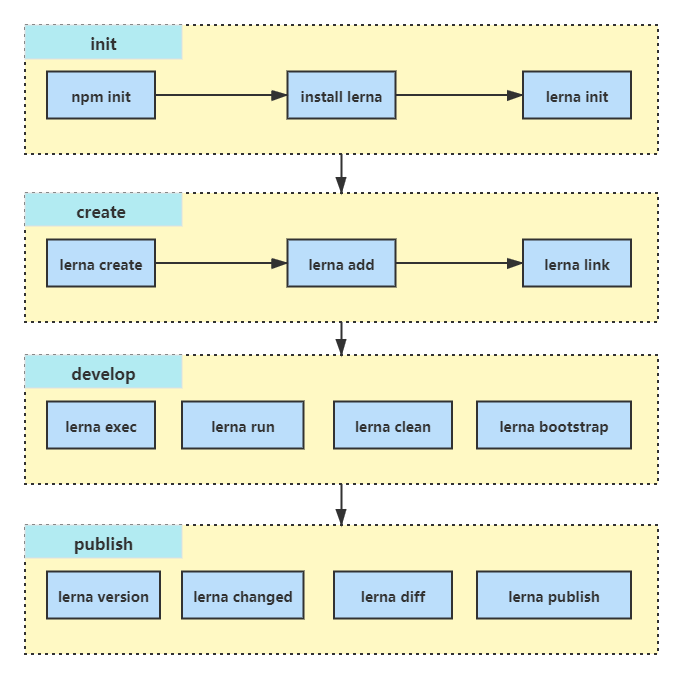 init
npm init
install lerna
lerna init
create
lerna create
lerna add
lerna link
develop
lerna exec
lerna run
lerna clean
lerna bootstrap
publish
lerna version
lerna changed
lerna diff
lerna publish